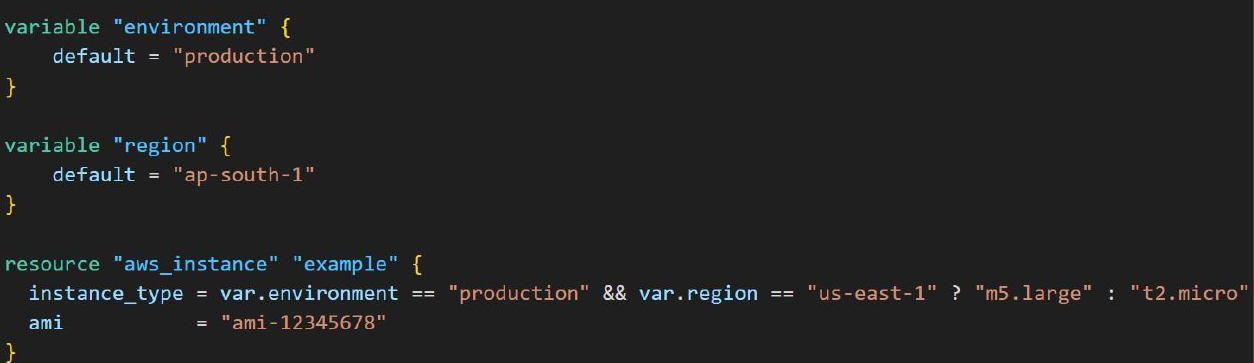 variable "environment" {
    default = "production"
}
variable "region" {
    default = "ap-south-1"
}
resource "aws_instance" "example" {
  instance_type = var.environment == "production" && var.region == "us-east-1" ? "m5.large" : "t2.micro"
  ami           = "ami-12345678"
}